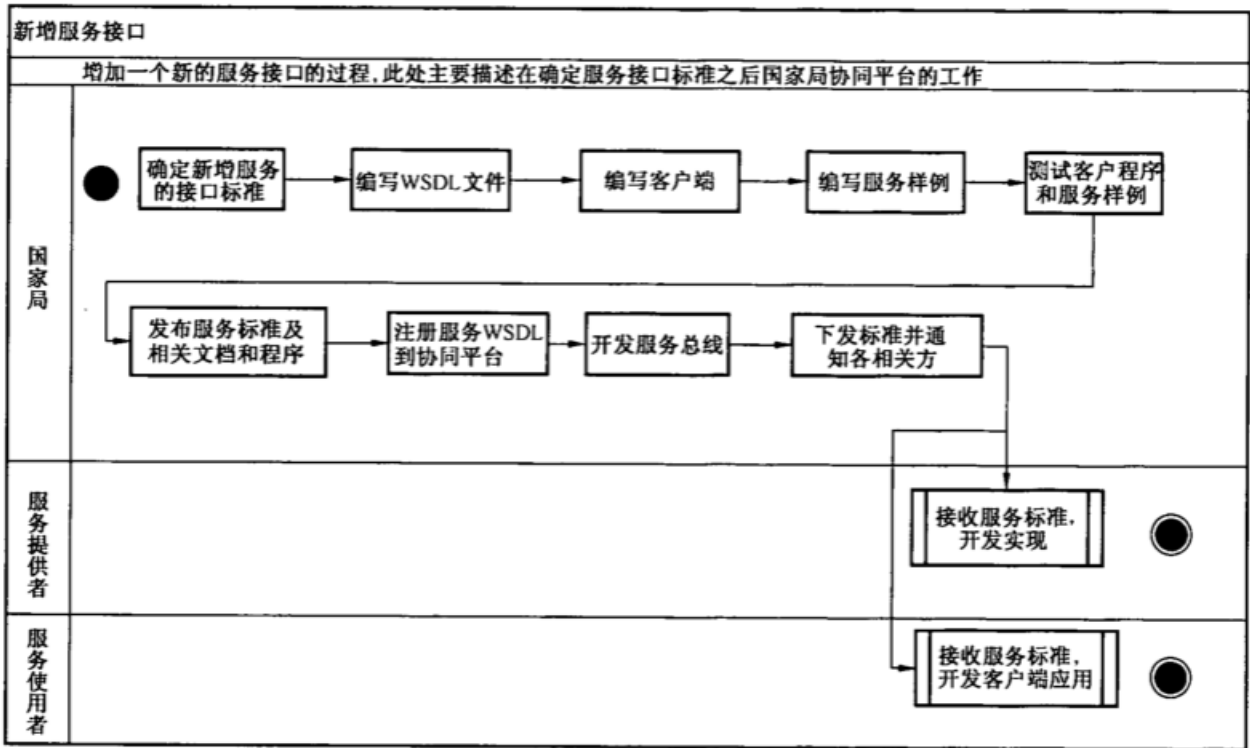 新增服务接口
增加一个新的服务接口的过程,此处主要描述在确定服务接口标准之后国家局协同平台的工作
国家局
确定新增服务
的接口标准
编写WSDL文件
编写客户端
编写服务样例
测试客户程序
和服务样例
发布服务标准及
相关文档和程序
注册服务WSDL
到协同平台
开发服务总线
下发标准并通
知各相关方
服务提供者
接收服务标准,
开发实现
服务使用者
接收服务标准,
开发客户端应用